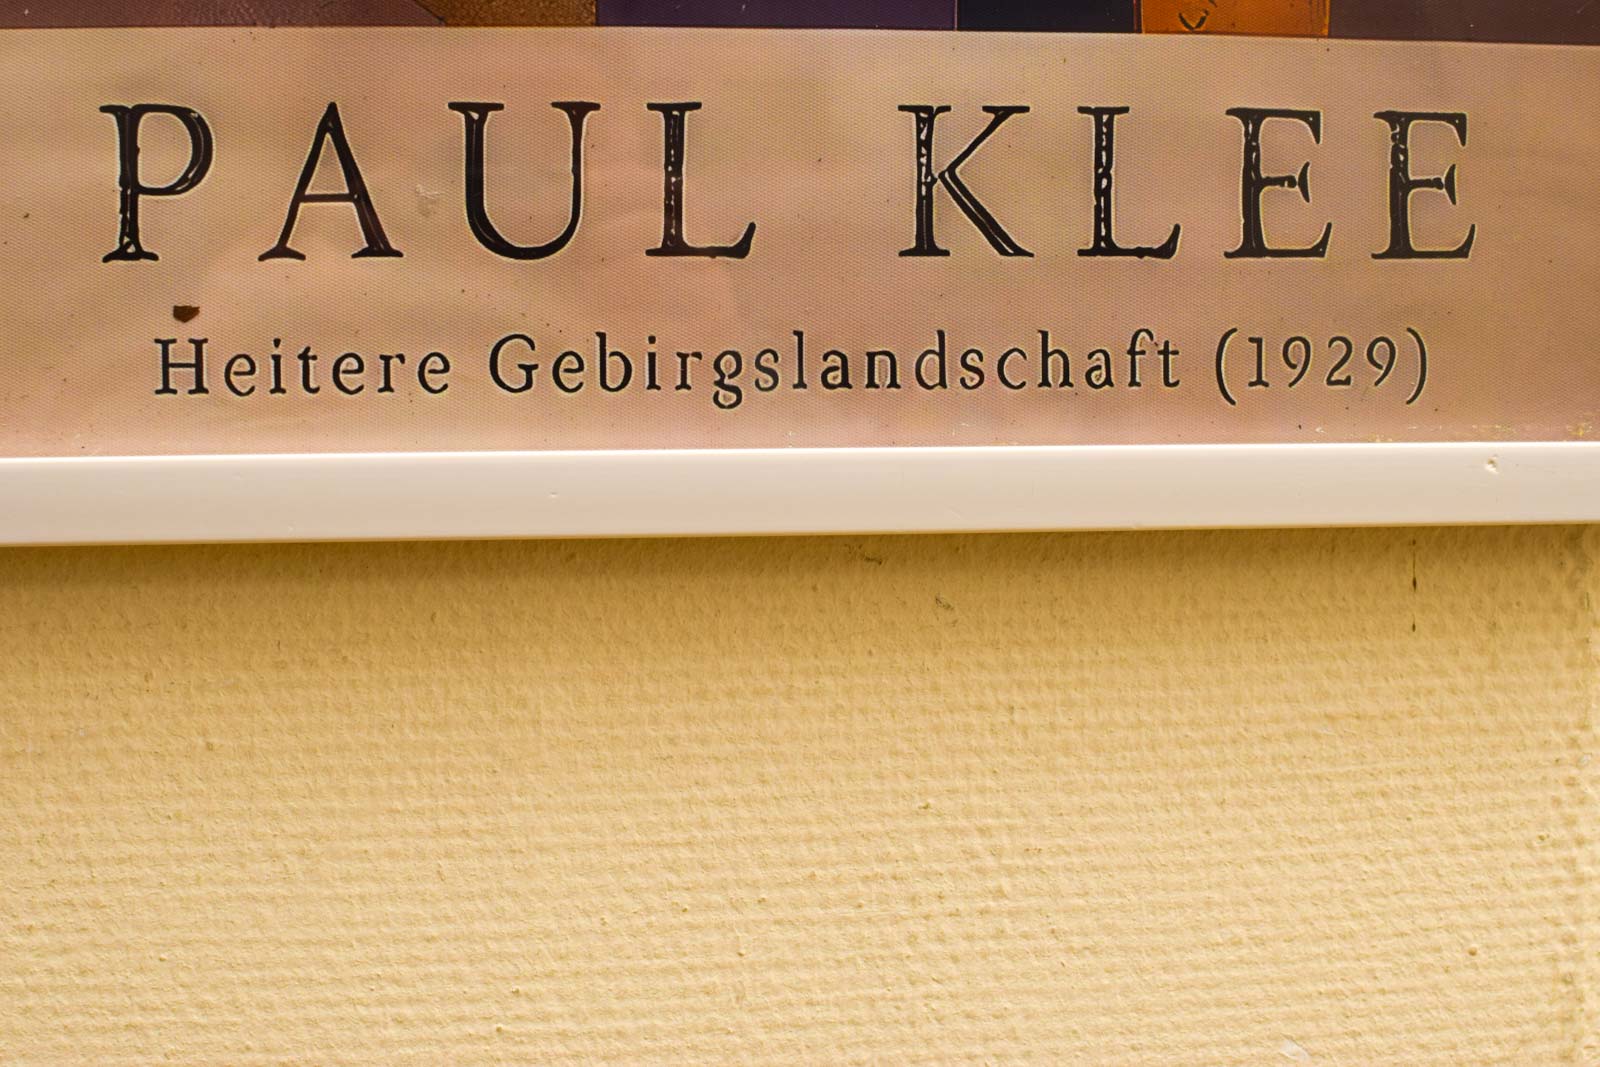 PAUL KLEE
Heitere Gebirgslandschaft (1929)